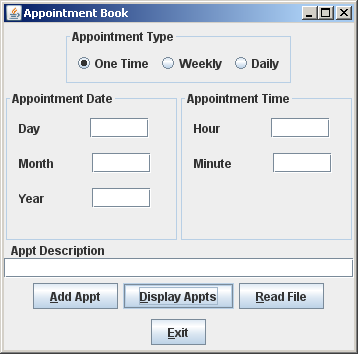 Appointment Book
Appointment Type
One Time Weekly Daily
Appointment Date Appointment Time
Day Hour
Month Minute
Year
Appt Description
Add Appt Display Appts Read File
Exit